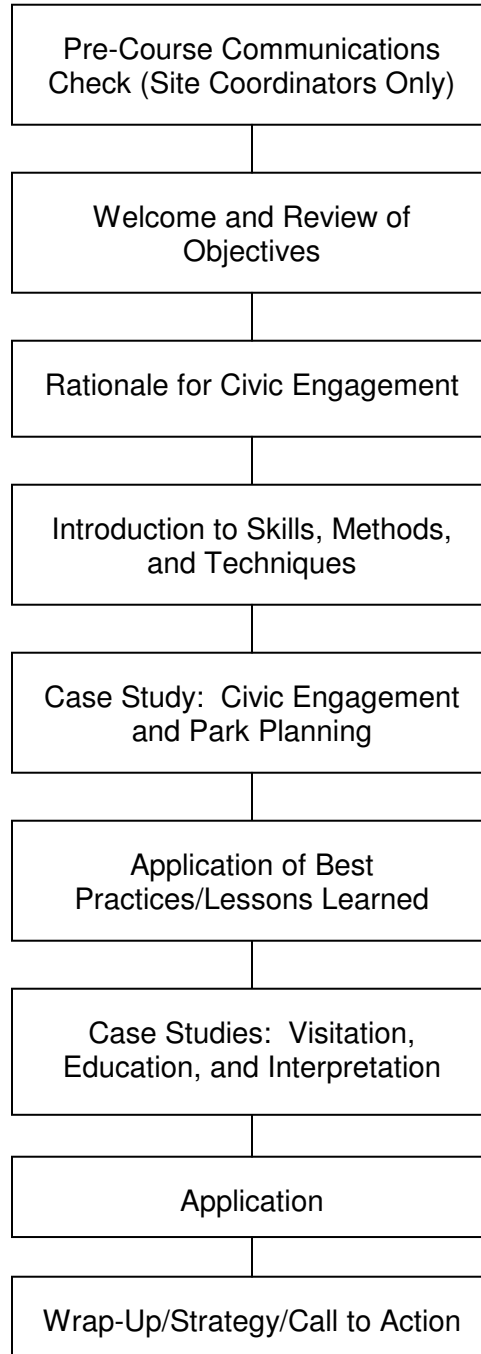 Pre-Course Communications
Check (Site Coordinators Only)
Welcome and Review of
Objectives
Rationale for Civic Engagement
Introduction to Skills, Methods,
and Techniques
Case Study:  Civic Engagement
and Park Planning
Application of Best
Practices/Lessons Learned
Case Studies:  Visitation,
Education, and Interpretation
Application
Wrap-Up/Strategy/Call to Action